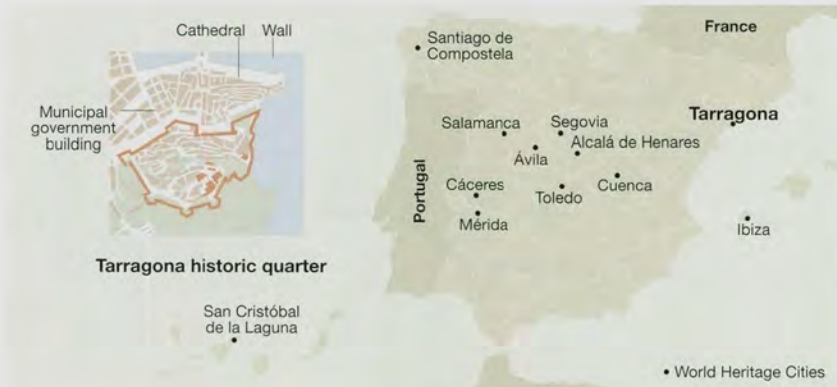 Cathedral
Wall
Municipal
government
building
Tarragona historic quarter
San Cristóbal
de la Laguna
Santiago de
Compostela
France
Salamanca
Segovia
Tarragona
Alcalá de Henares
Ávila
Portugal
Cáceres
Toledo
Cuenca
Mérida
Ibiza
• World Heritage Cities